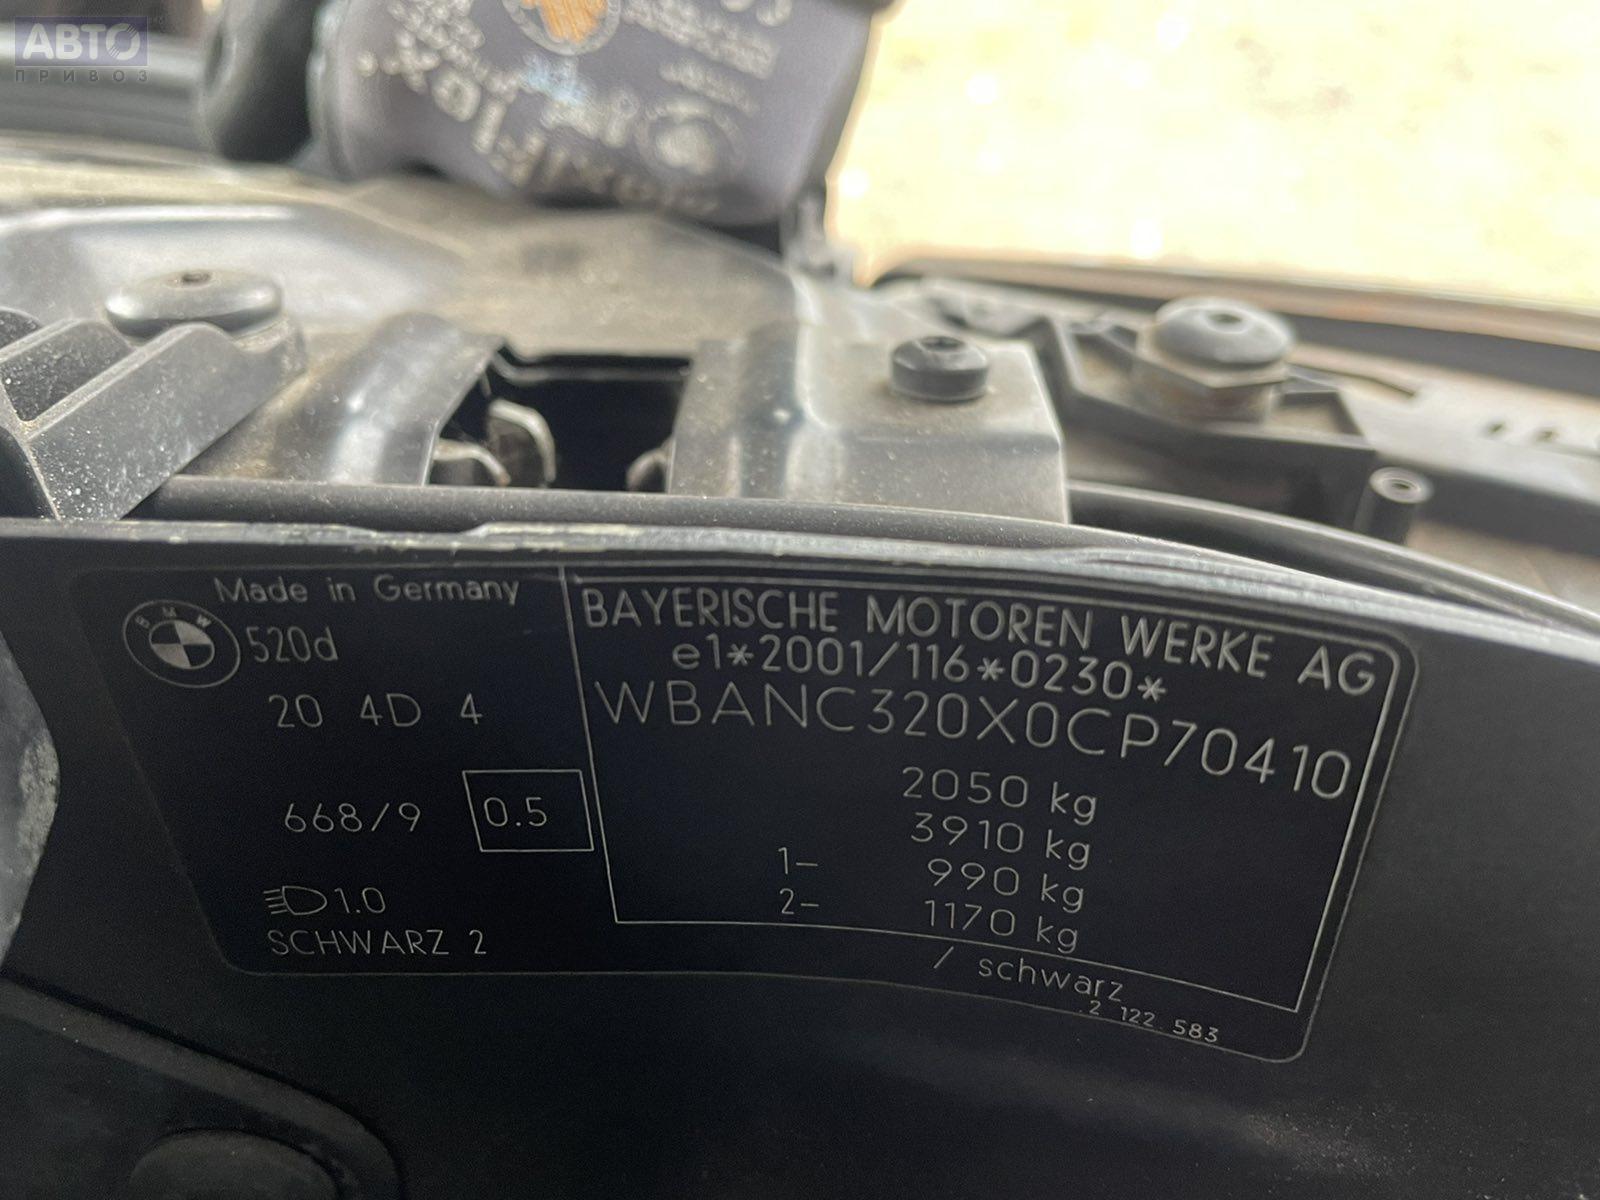 АВТО
ПРИВОЗ
Made in Germany
BMW
520d
20 4D 4
668/9
0.5
1.0
SCHWARZ 2
BAYERISCHE MOTOREN WERKE AG
e1*2001/116*0230*
WBANC320X0CP70410
2050 kg
3910 kg
1- 990 kg
2- 1170 kg
/ schwarz
2 122 583